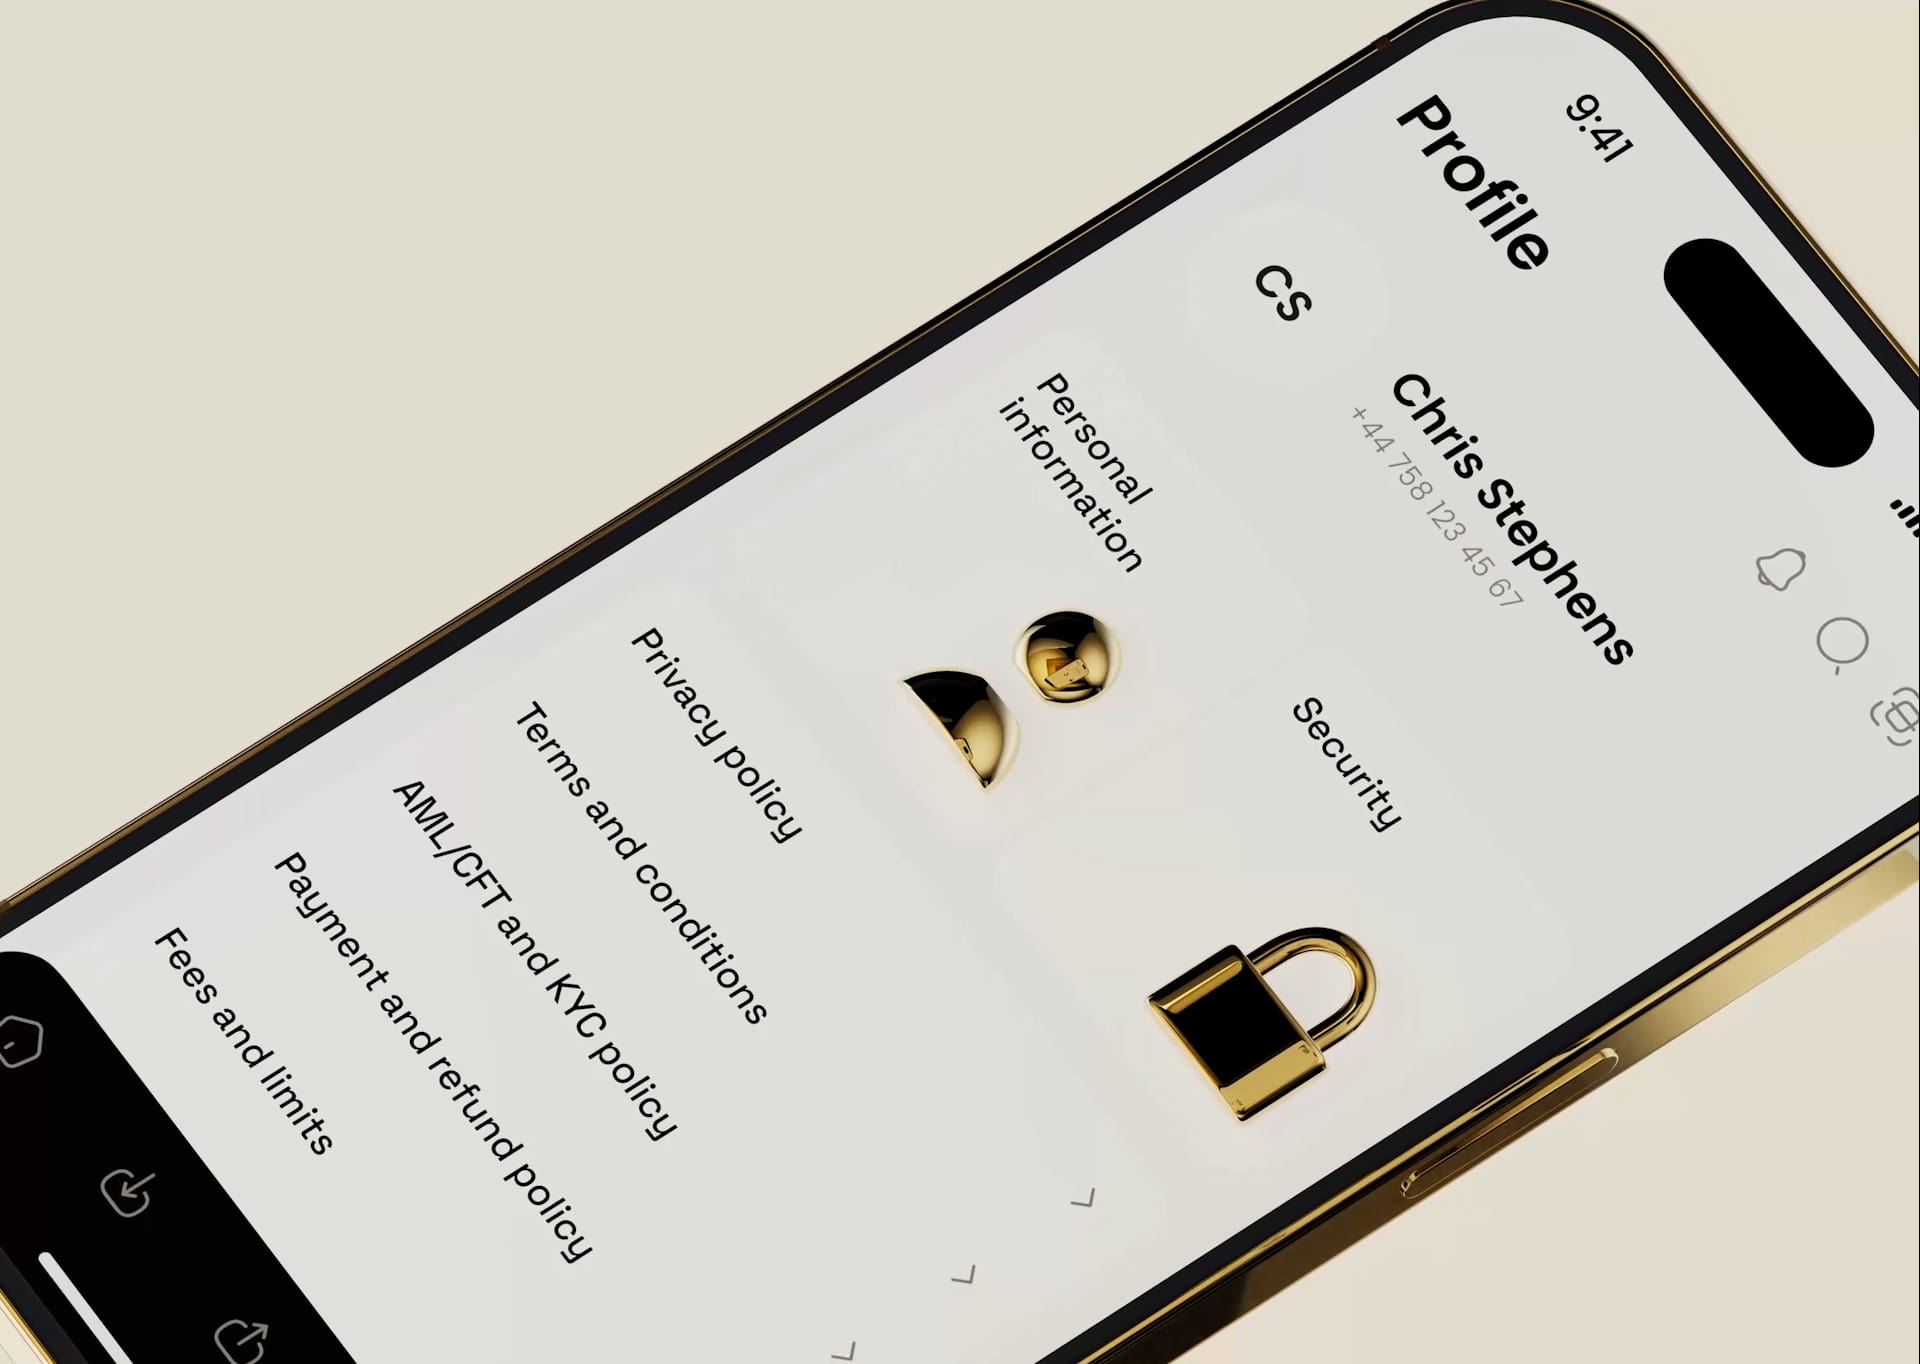 9:41
Profile
CS
Chris Stephens
+44 758 123 45 67
Personal
information
Security
Privacy policy
Terms and conditions
AML/CFT and KYC policy
Payment and refund policy
Fees and limits